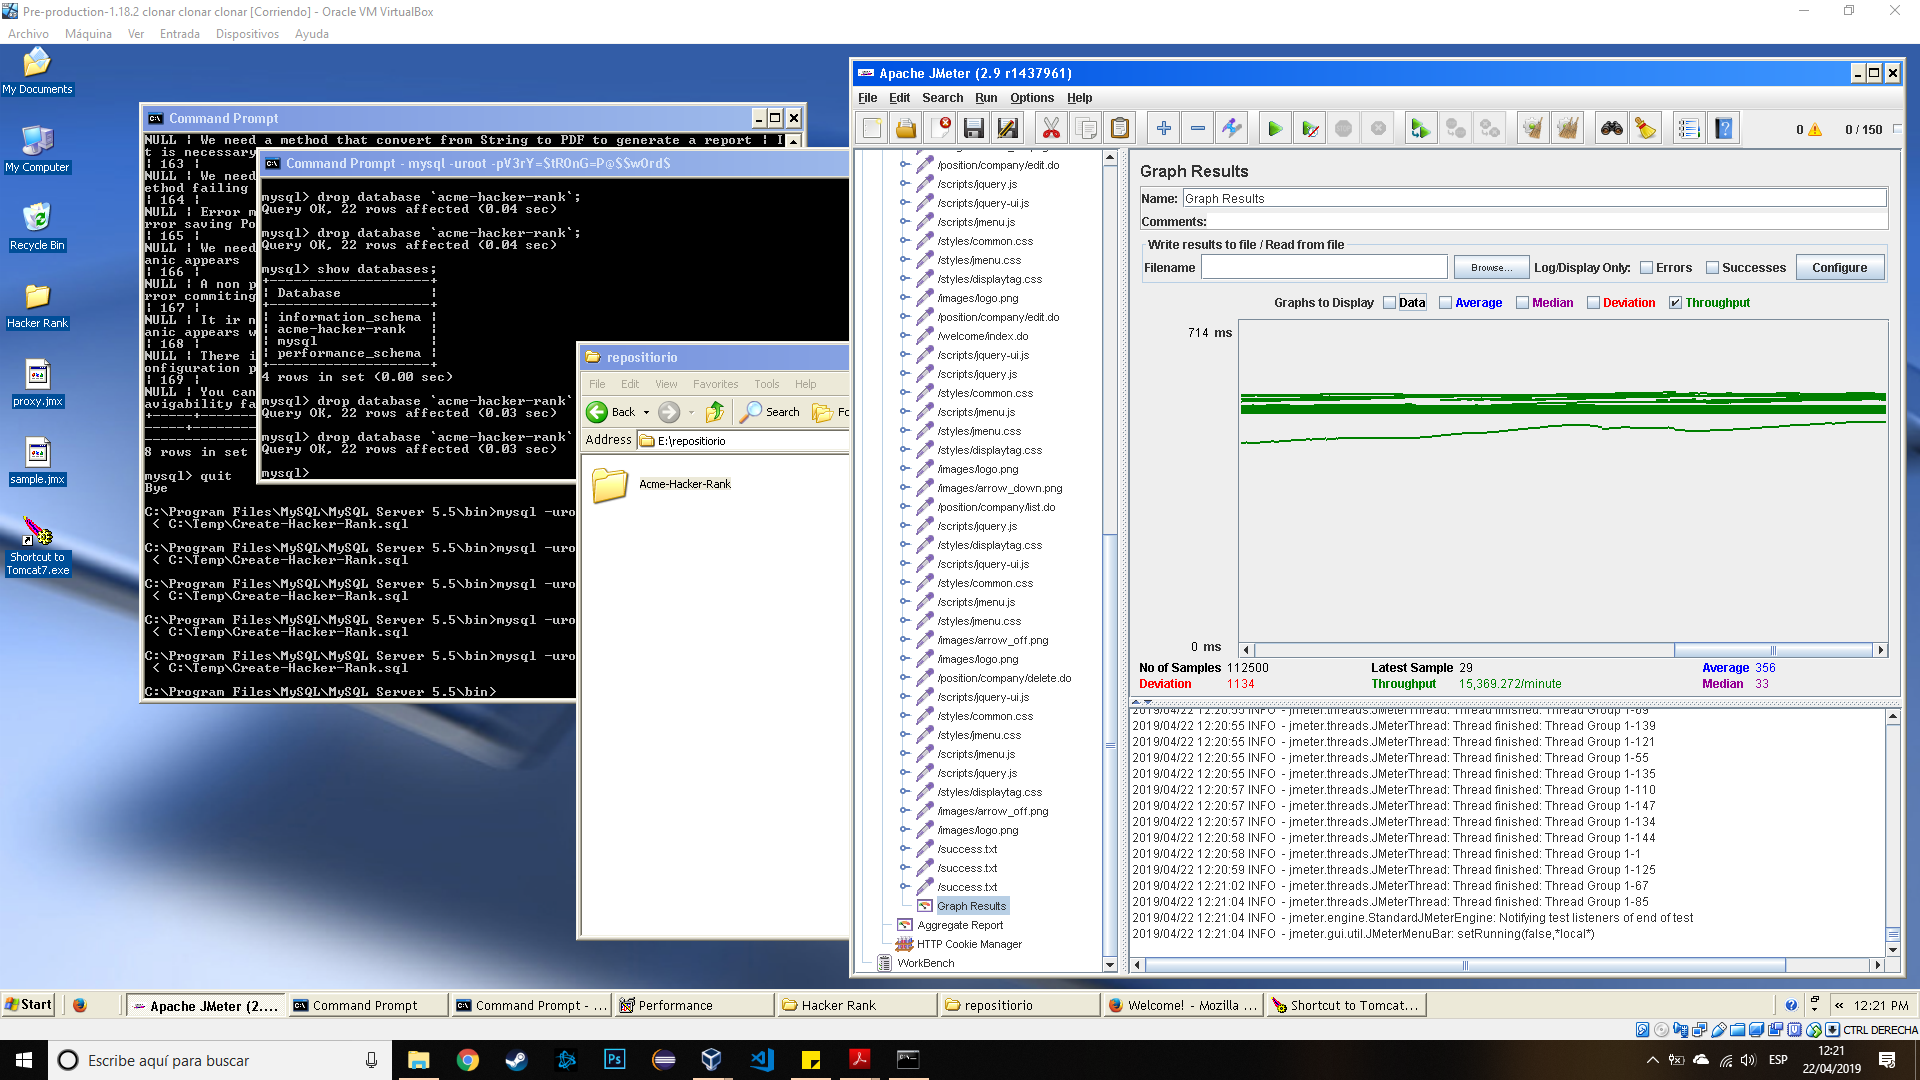 Pre-production-1.18.2 clonar clonar clonar [Corriendo] - Oracle VM VirtualBox
Archivo Máquina Ver Entrada Dispositivos Ayuda
My Documents
My Computer
Recycle Bin
Hacker Rank
proxy.jmx
sample.jmx
Shortcut to
Tomcat7.exe
Command Prompt
NULL | We need a method that convert from String to PDF to generate a report | I
t is necessary
| 163 |
NULL | We need
ethod failing
| 164 |
NULL | Error m
rror saving Po
| 165 |
NULL | We need
anic appears
| 166 |
NULL | A non p
rror commiting
| 167 |
NULL | It ir n
anic appears w
| 168 |
NULL | There i
onfiguration p
| 169 |
NULL | You can
avigability fa
8 rows in set
mysql> quit
Bye
C:\Program Files\MySQL\MySQL Server 5.5\bin>mysql -uro
< C:\Temp\Create-Hacker-Rank.sql
C:\Program Files\MySQL\MySQL Server 5.5\bin>mysql -uro
< C:\Temp\Create-Hacker-Rank.sql
C:\Program Files\MySQL\MySQL Server 5.5\bin>mysql -uro
< C:\Temp\Create-Hacker-Rank.sql
C:\Program Files\MySQL\MySQL Server 5.5\bin>mysql -uro
< C:\Temp\Create-Hacker-Rank.sql
C:\Program Files\MySQL\MySQL Server 5.5\bin>mysql -uro
< C:\Temp\Create-Hacker-Rank.sql
C:\Program Files\MySQL\MySQL Server 5.5\bin>
Command Prompt - mysql -uroot -pV3rY=$tR0nG=P@$$w0rd$
mysql> drop database `acme-hacker-rank`;
Query OK, 22 rows affected (0.04 sec)
mysql> drop database `acme-hacker-rank`;
Query OK, 22 rows affected (0.04 sec)
mysql> show databases;
| Database |
| information_schema |
| acme-hacker-rank |
| mysql |
| performance_schema |
4 rows in set (0.00 sec)
mysql> drop database `acme-hacker-rank`
Query OK, 22 rows affected (0.03 sec)
mysql> drop database `acme-hacker-rank`
Query OK, 22 rows affected (0.03 sec)
mysql>
repositiorio
File Edit View Favorites Tools Help
Back Search Fo
Address E:\repositiorio
Acme-Hacker-Rank
Apache JMeter (2.9 r1437961)
File Edit Search Run Options Help
0 0 / 150
/position/company/edit.do
/scripts/jquery.js
/scripts/jquery-ui.js
/scripts/jmenu.js
/styles/common.css
/styles/jmenu.css
/styles/displaytag.css
/images/logo.png
/position/company/edit.do
/welcome/index.do
/scripts/jquery-ui.js
/scripts/jquery.js
/styles/common.css
/scripts/jmenu.js
/styles/jmenu.css
/styles/displaytag.css
/images/logo.png
/images/arrow_down.png
/position/company/list.do
/scripts/jquery.js
/styles/displaytag.css
/scripts/jquery-ui.js
/styles/common.css
/scripts/jmenu.js
/styles/jmenu.css
/images/arrow_off.png
/images/logo.png
/position/company/delete.do
/scripts/jquery-ui.js
/styles/common.css
/styles/jmenu.css
/scripts/jmenu.js
/scripts/jquery.js
/styles/displaytag.css
/images/arrow_off.png
/images/logo.png
/success.txt
/success.txt
/success.txt
Graph Results
Aggregate Report
HTTP Cookie Manager
WorkBench
Graph Results
Name: Graph Results
Comments:
Write results to file / Read from file
Filename Browse... Log/Display Only: Errors Successes Configure
Graphs to Display Data Average Median Deviation Throughput
714 ms
0 ms
No of Samples 112500 Latest Sample 29 Average 356
Deviation 1134 Throughput 15,369.272/minute Median 33
2019/04/22 12:20:55 INFO - jmeter.threads.JMeterThread: Thread finished: Thread Group 1-69
2019/04/22 12:20:55 INFO - jmeter.threads.JMeterThread: Thread finished: Thread Group 1-139
2019/04/22 12:20:55 INFO - jmeter.threads.JMeterThread: Thread finished: Thread Group 1-121
2019/04/22 12:20:55 INFO - jmeter.threads.JMeterThread: Thread finished: Thread Group 1-55
2019/04/22 12:20:55 INFO - jmeter.threads.JMeterThread: Thread finished: Thread Group 1-135
2019/04/22 12:20:57 INFO - jmeter.threads.JMeterThread: Thread finished: Thread Group 1-110
2019/04/22 12:20:57 INFO - jmeter.threads.JMeterThread: Thread finished: Thread Group 1-147
2019/04/22 12:20:57 INFO - jmeter.threads.JMeterThread: Thread finished: Thread Group 1-134
2019/04/22 12:20:58 INFO - jmeter.threads.JMeterThread: Thread finished: Thread Group 1-144
2019/04/22 12:20:58 INFO - jmeter.threads.JMeterThread: Thread finished: Thread Group 1-1
2019/04/22 12:20:59 INFO - jmeter.threads.JMeterThread: Thread finished: Thread Group 1-125
2019/04/22 12:21:02 INFO - jmeter.threads.JMeterThread: Thread finished: Thread Group 1-67
2019/04/22 12:21:04 INFO - jmeter.threads.JMeterThread: Thread finished: Thread Group 1-85
2019/04/22 12:21:04 INFO - jmeter.engine.StandardJMeterEngine: Notifying test listeners of end of test
2019/04/22 12:21:04 INFO - jmeter.gui.util.JMeterMenuBar: setRunning(false,*local*)
Start Apache JMeter (2.... Command Prompt Command Prompt - ... Performance Hacker Rank repositiorio Welcome! - Mozilla ... Shortcut to Tomcat... « 12:21 PM
CTRL DERECHA
Escribe aquí para buscar
Ps
ESP
12:21
22/04/2019